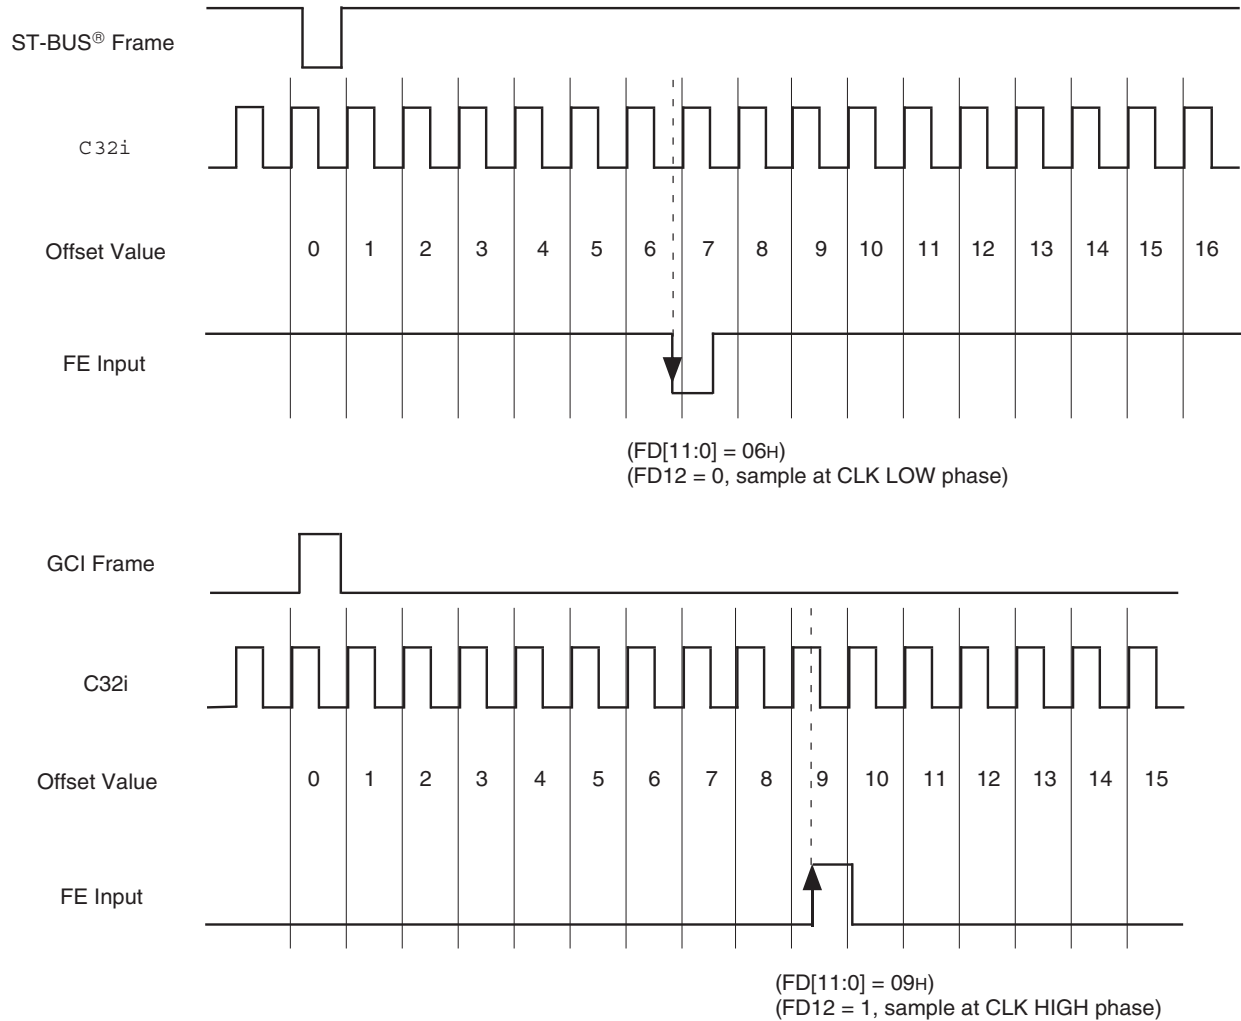 ST-BUS® Frame
C32i
Offset Value 0 1 2 3 4 5 6 7 8 9 10 11 12 13 14 15 16
FE Input
(FD[11:0] = 06H)
(FD12 = 0, sample at CLK LOW phase)
GCI Frame
C32i
Offset Value 0 1 2 3 4 5 6 7 8 9 10 11 12 13 14 15
FE Input
(FD[11:0] = 09H)
(FD12 = 1, sample at CLK HIGH phase)